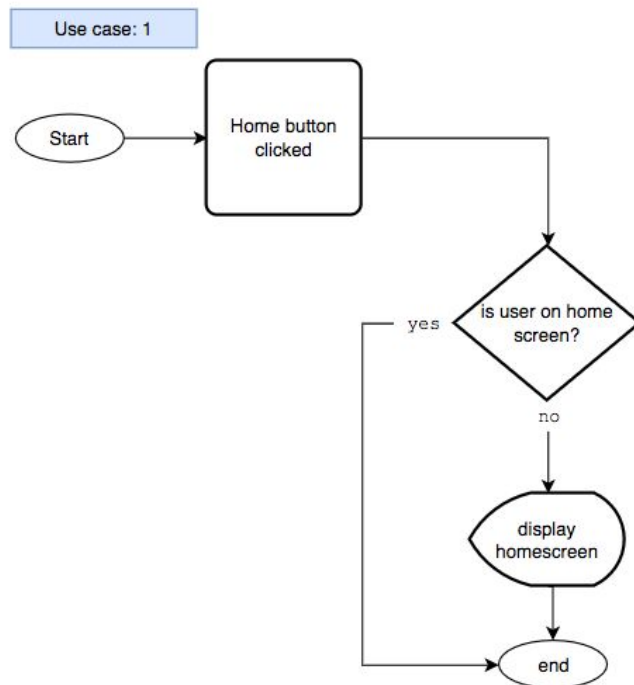 Use case: 1
Start
Home button
clicked
is user on home
screen?
yes
no
display
homescreen
end